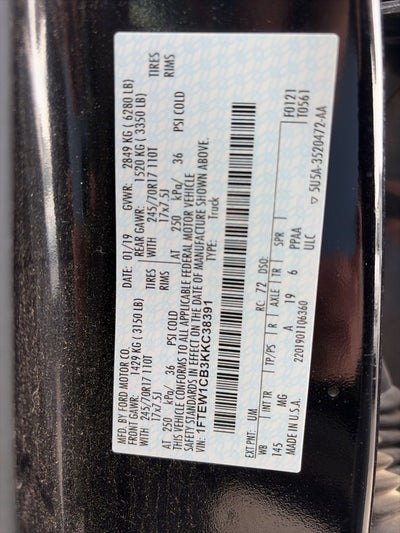 MFD. BY FORD MOTOR CO.
DATE: 01/19 GVWR: 2849 KG ( 6280 LB)
FRONT GAWR: 1429 KG ( 3150 LB) REAR GAWR: 1520 KG ( 3350 LB)
245/70R17 110T WITH 245/70R17 110T TIRES
17x7.5J 17x7.5J RIMS
AT 250 kPa/ 36 PSI COLD AT 250 kPa/ 36 PSI COLD
THIS VEHICLE CONFORMS TO ALL APPLICABLE FEDERAL MOTOR VEHICLE
SAFETY STANDARDS IN EFFECT ON THE DATE OF MANUFACTURE SHOWN ABOVE.
VIN: 1FTEW1CB3KKC38391
TYPE: Truck
F0121
T0561
EXT PNT: UM RC: 72 DSO:
WB INT TR TP/PS R AXLE TR SPR
145 MG A 19 6 PPAA
MADE IN U.S.A. ULC
2201901106360
5U5A-3520472-AA